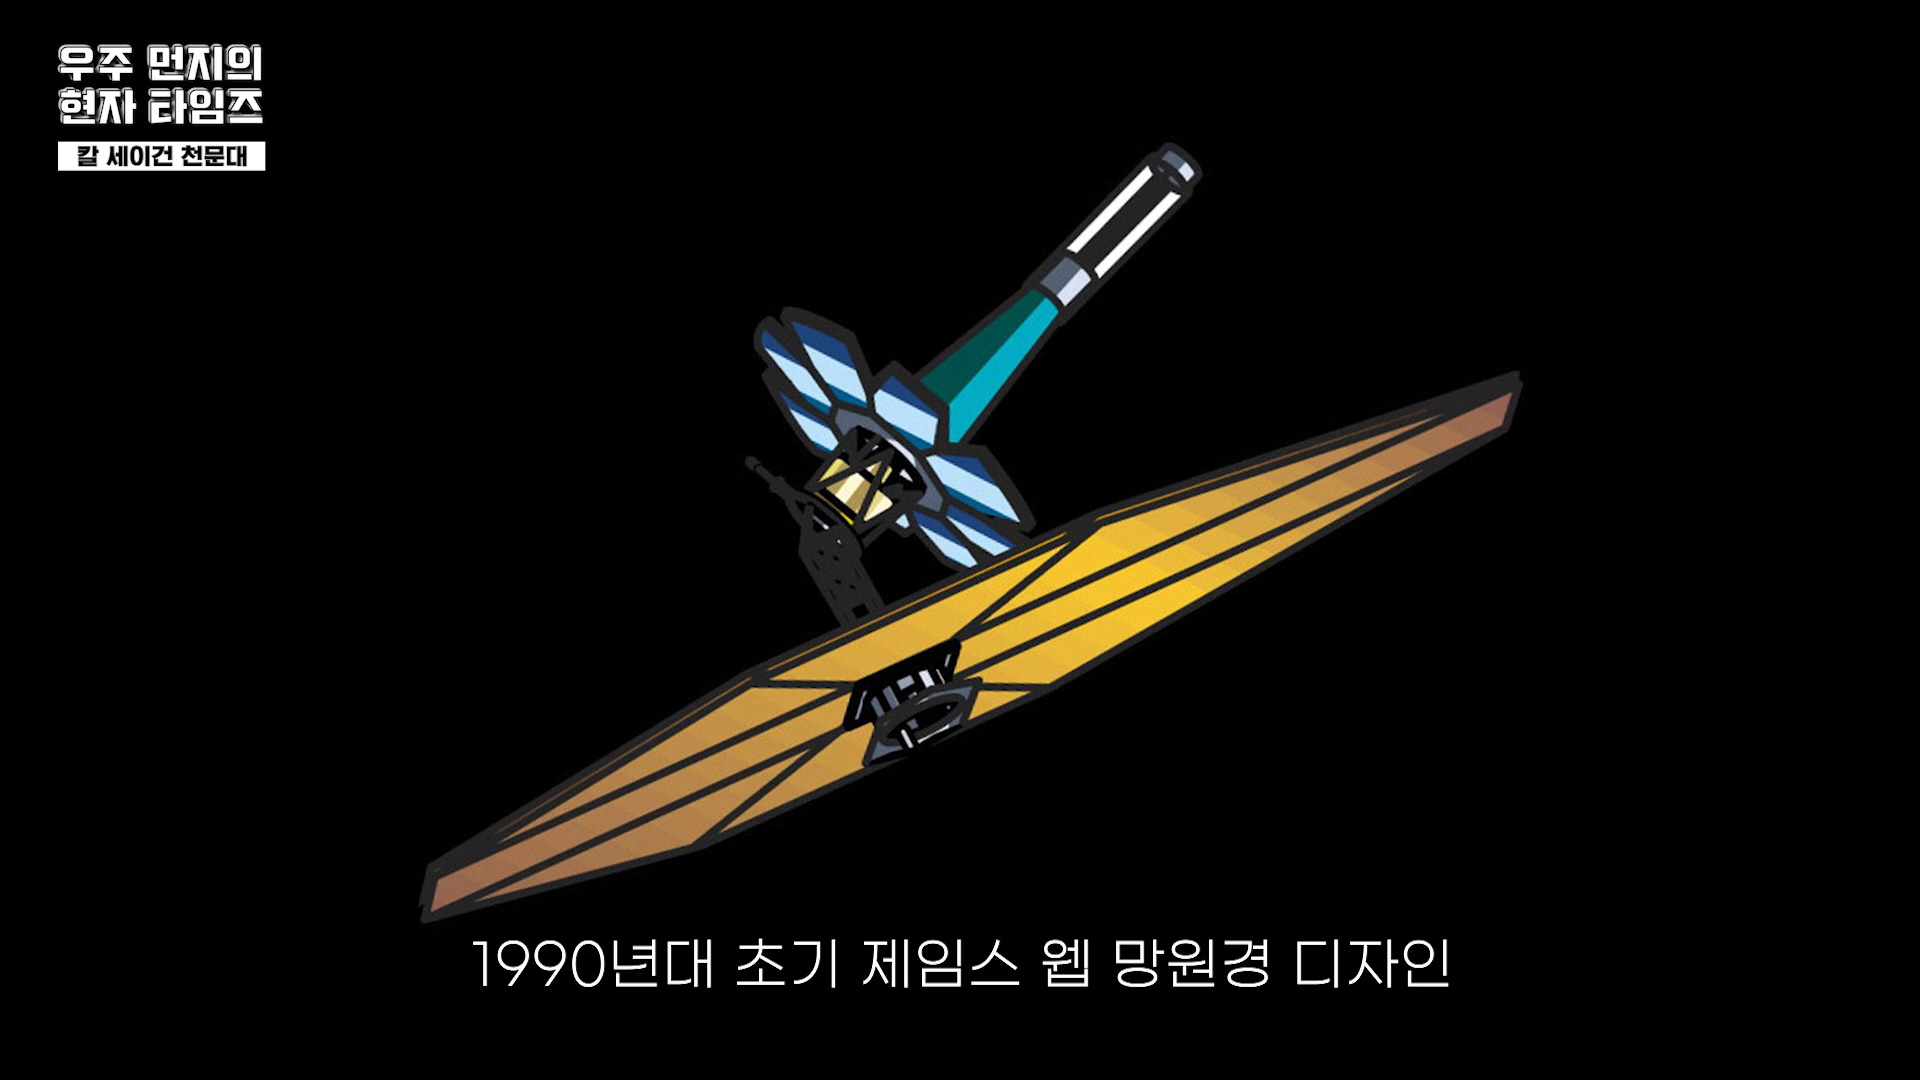 우주 먼지의
현자 타임즈
칼 세이건 천문대
1990년대 초기 제임스 웹 망원경 디자인